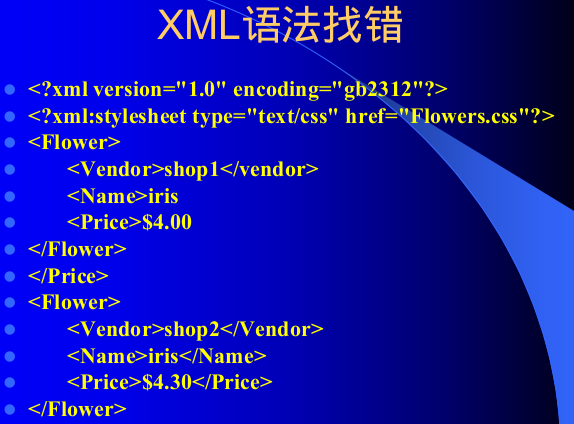 XML语法找错
<?xml version="1.0" encoding="gb2312"?>
<?xml:stylesheet type="text/css" href="Flowers.css"?>
<Flower>
<Vendor>shop1</vendor>
<Name>iris
<Price>$4.00
</Flower>
</Price>
<Flower>
<Vendor>shop2</Vendor>
<Name>iris</Name>
<Price>$4.30</Price>
</Flower>